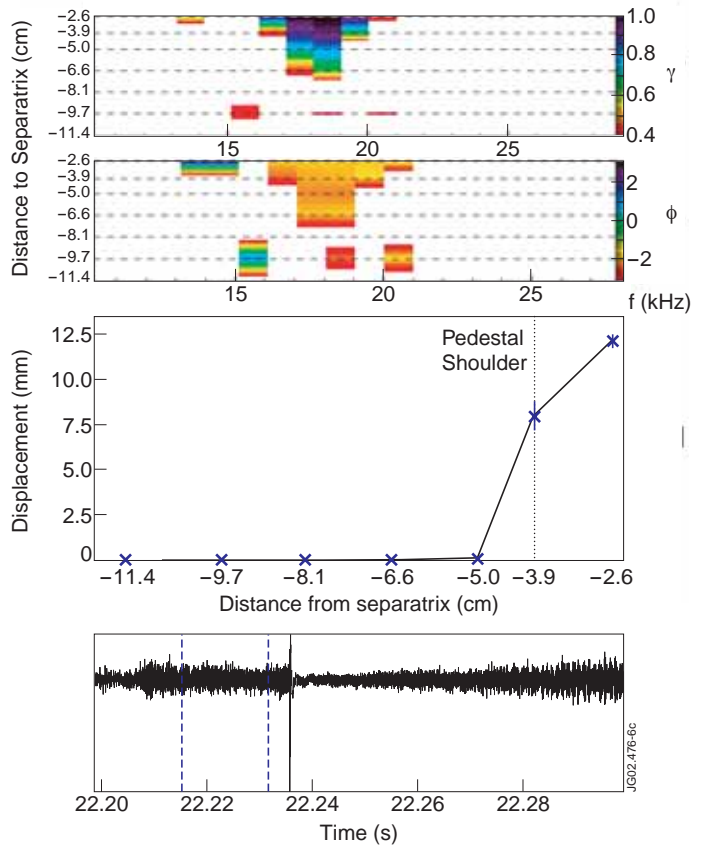 Distance to Separatrix (cm)
−2.6
−3.9
−5.0
−6.6
−8.1
−9.7
−11.4
15
20
25
1.0
0.8
0.6
0.4
γ
−2.6
−3.9
−5.0
−6.6
−8.1
−9.7
−11.4
15
20
25
f (kHz)
2
0
−2
ϕ
Displacement (mm)
12.5
10.0
7.5
5.0
2.5
0
Pedestal
Shoulder
−11.4 −9.7 −8.1 −6.6 −5.0 −3.9 −2.6
Distance from separatrix (cm)
22.20 22.22 22.24 22.26 22.28
Time (s)
JG02.476-6c